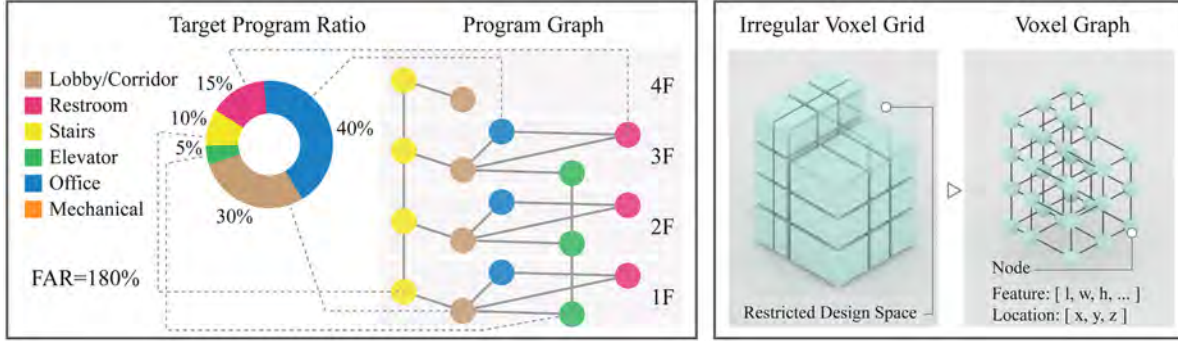 Target Program Ratio
Program Graph
Lobby/Corridor
Restroom
Stairs
Elevator
Office
Mechanical
15%
10%
5%
40%
30%
FAR=180%
4F
3F
2F
1F
Irregular Voxel Grid
Voxel Graph
Restricted Design Space
Node
Feature: [ l, w, h, ... ]
Location: [ x, y, z ]